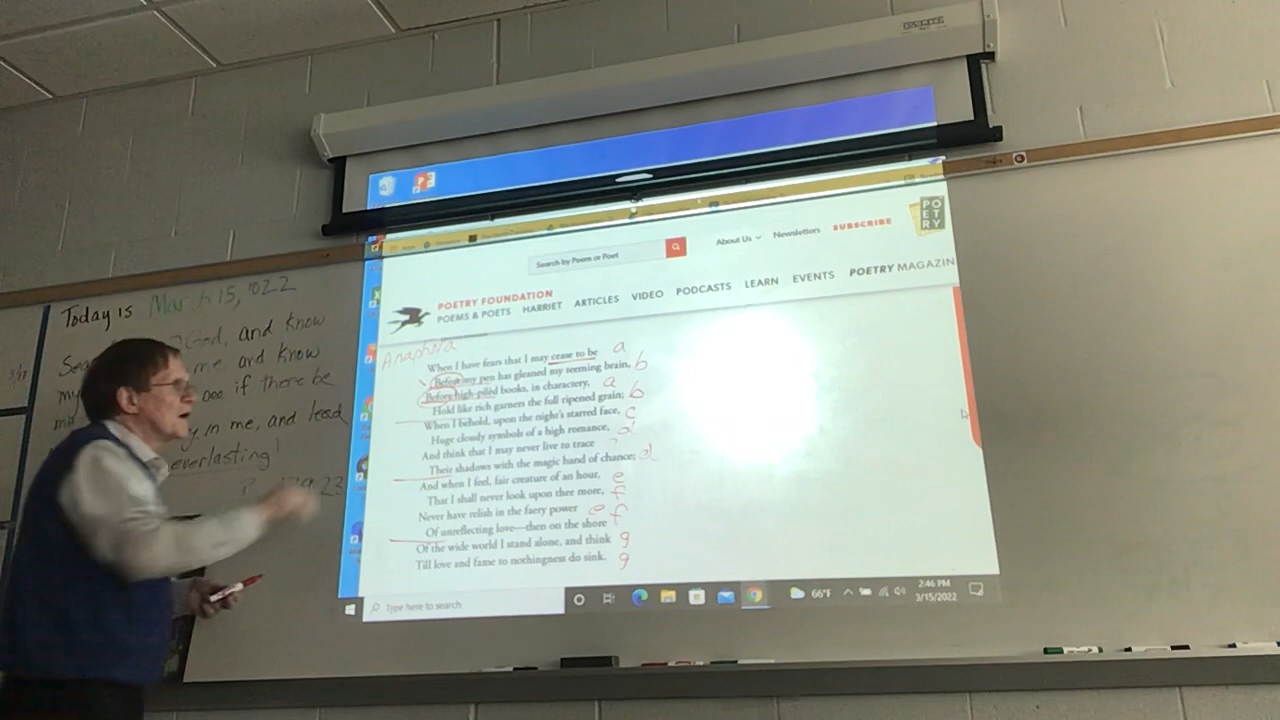 Today is March 15, 2022
God, and know
me and know
my see if there be
in me, and lead
everlasting!
23
Search by Poem or Poet
About Us
Newsletters
SUBSCRIBE
POETRY
POETRY FOUNDATION
POEMS & POETS HARRIET ARTICLES VIDEO PODCASTS LEARN EVENTS POETRY MAGAZIN
Anaphora
When I have fears that I may cease to be a
Before my pen has gleaned my teeming brain, b
Before high-pilèd books, in charactery, a
Hold like rich garners the full ripened grain; b
When I behold, upon the night's starred face, c
Huge cloudy symbols of a high romance, d
And think that I may never live to trace
Their shadows with the magic hand of chance; d
And when I feel, fair creature of an hour, e
That I shall never look upon thee more, f
Never have relish in the faery power e
Of unreflecting love—then on the shore f
Of the wide world I stand alone, and think g
Till love and fame to nothingness do sink. g
Type here to search
66°F
2:46 PM
3/15/2022